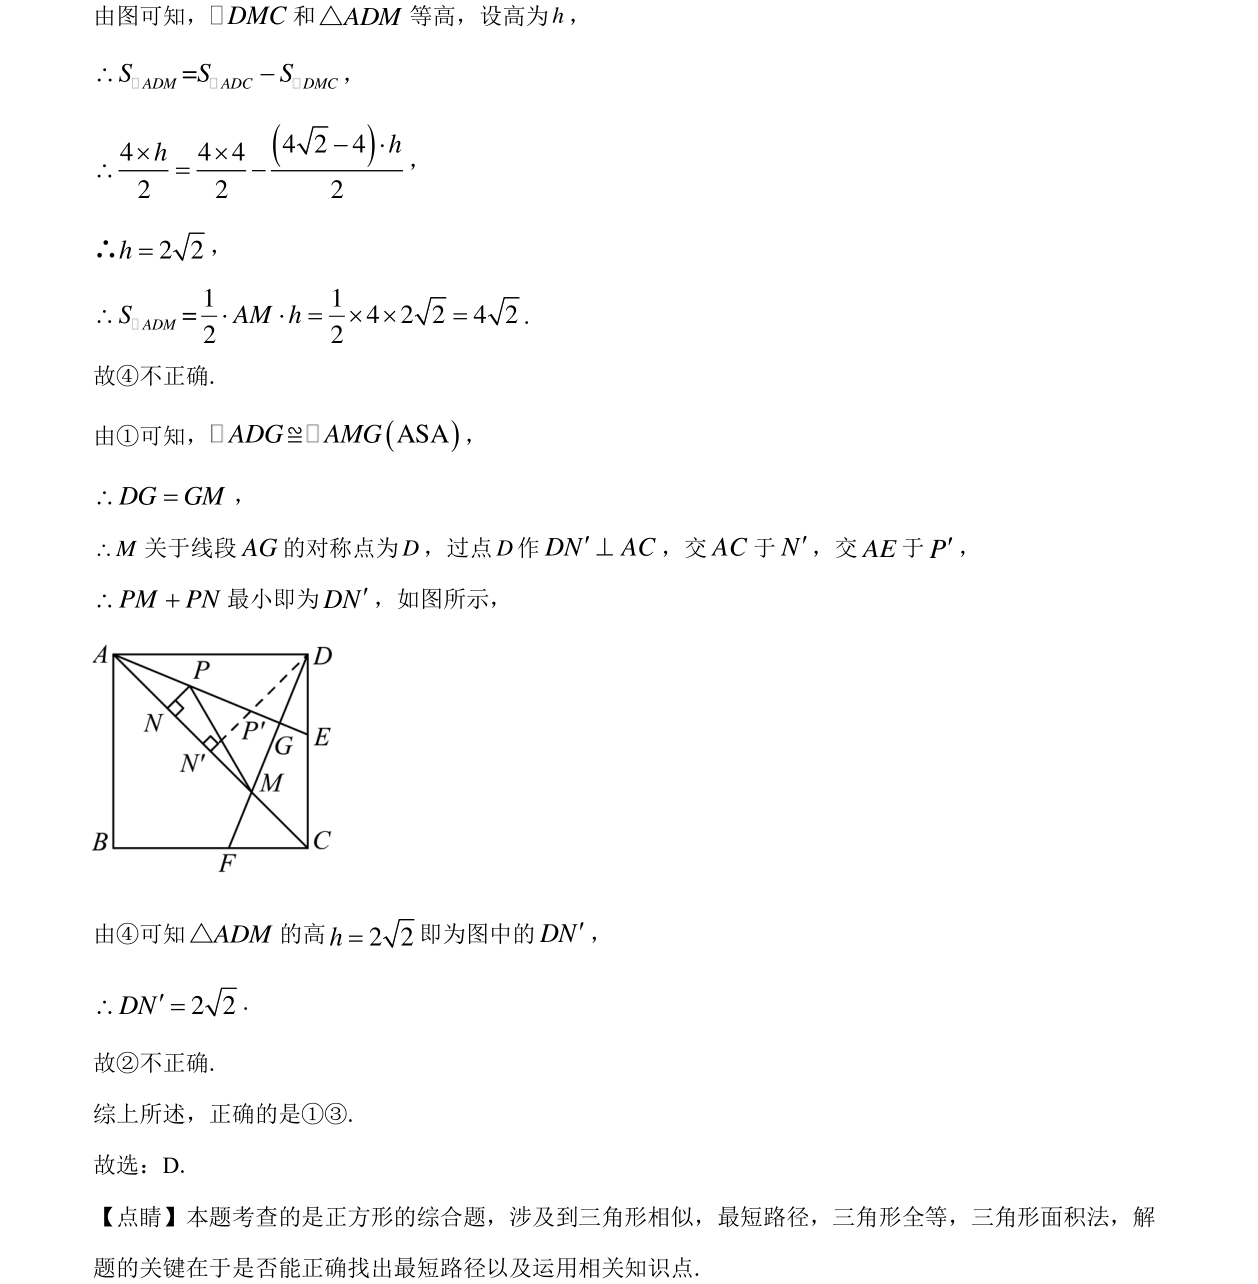 由图可知，□DMC 和 △ADM 等高，设高为 h，
∴S□ADM =S□ADC − S□DMC，
∴ 4×h/2 = 4×4/2 − (4√2 − 4)·h/2，
∴h = 2√2，
∴S□ADM = 1/2 · AM · h = 1/2 × 4 × 2√2 = 4√2.
故④不正确.
由①可知，□ADG≌□AMG(ASA)，
∴DG = GM，
∴M 关于线段 AG 的对称点为 D，过点 D 作 DN′ ⊥ AC，交 AC 于 N′，交 AE 于 P′，
∴PM + PN 最小即为 DN′，如图所示，
A
D
P
N
P′
E
G
N′
M
B
C
F
由④可知 △ADM 的高 h = 2√2 即为图中的 DN′，
∴DN′ = 2√2.
故②不正确.
综上所述，正确的是①③.
故选：D.
【点睛】本题考查的是正方形的综合题，涉及到三角形相似，最短路径，三角形全等，三角形面积法，解
题的关键在于是否能正确找出最短路径以及运用相关知识点.